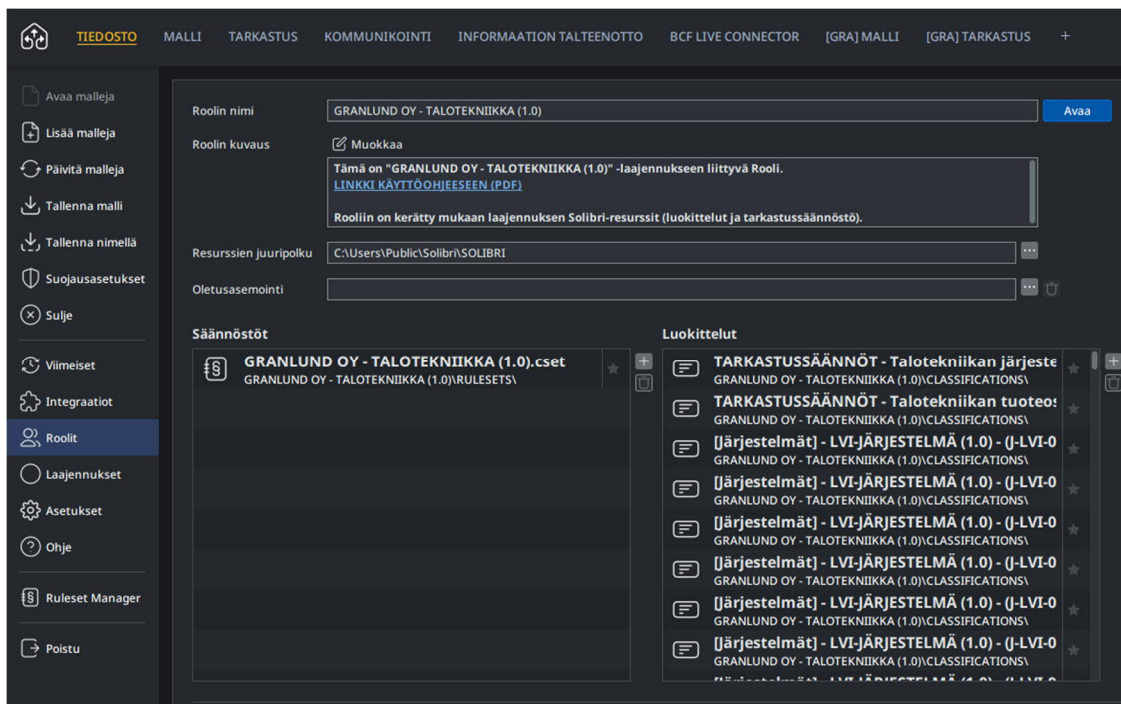 TIEDOSTO MALLI TARKASTUS KOMMUNIKOINTI INFORMAATION TALTEENOTTO BCF LIVE CONNECTOR [GRA] MALLI [GRA] TARKASTUS +
Avaa malleja
Lisää malleja
Päivitä malleja
Tallenna malli
Tallenna nimellä
Suojausasetukset
Sulje
Viimeiset
Integraatiot
Roolit
Laajennukset
Asetukset
Ohje
Ruleset Manager
Poistu
Roolin nimi GRANLUND OY - TALOTEKNIIKKA (1.0) Avaa
Roolin kuvaus Muokkaa
Tämä on "GRANLUND OY - TALOTEKNIIKKA (1.0)" -laajennukseen liittyvä Rooli.
LINKKI KÄYTTÖOHJEESEEN (PDF)
Rooliin on kerätty mukaan laajennuksen Solibri-resurssit (luokittelut ja tarkastussäännöstö).
Resurssien juuripolku C:\Users\Public\Solibri\SOLIBRI ...
Oletusasemointi ...
Säännöstöt
GRANLUND OY - TALOTEKNIIKKA (1.0).cset
GRANLUND OY - TALOTEKNIIKKA (1.0)\RULESETS\
Luokittelut
TARKASTUSSÄÄNNÖT - Talotekniikan järjeste
GRANLUND OY - TALOTEKNIIKKA (1.0)\CLASSIFICATIONS\
TARKASTUSSÄÄNNÖT - Talotekniikan tuoteos
GRANLUND OY - TALOTEKNIIKKA (1.0)\CLASSIFICATIONS\
[Järjestelmät] - LVI-JÄRJESTELMÄ (1.0) - (J-LVI-0
GRANLUND OY - TALOTEKNIIKKA (1.0)\CLASSIFICATIONS\
[Järjestelmät] - LVI-JÄRJESTELMÄ (1.0) - (J-LVI-0
GRANLUND OY - TALOTEKNIIKKA (1.0)\CLASSIFICATIONS\
[Järjestelmät] - LVI-JÄRJESTELMÄ (1.0) - (J-LVI-0
GRANLUND OY - TALOTEKNIIKKA (1.0)\CLASSIFICATIONS\
[Järjestelmät] - LVI-JÄRJESTELMÄ (1.0) - (J-LVI-0
GRANLUND OY - TALOTEKNIIKKA (1.0)\CLASSIFICATIONS\
[Järjestelmät] - LVI-JÄRJESTELMÄ (1.0) - (J-LVI-0
GRANLUND OY - TALOTEKNIIKKA (1.0)\CLASSIFICATIONS\
[Järjestelmät] - LVI-JÄRJESTELMÄ (1.0) - (J-LVI-0
GRANLUND OY - TALOTEKNIIKKA (1.0)\CLASSIFICATIONS\